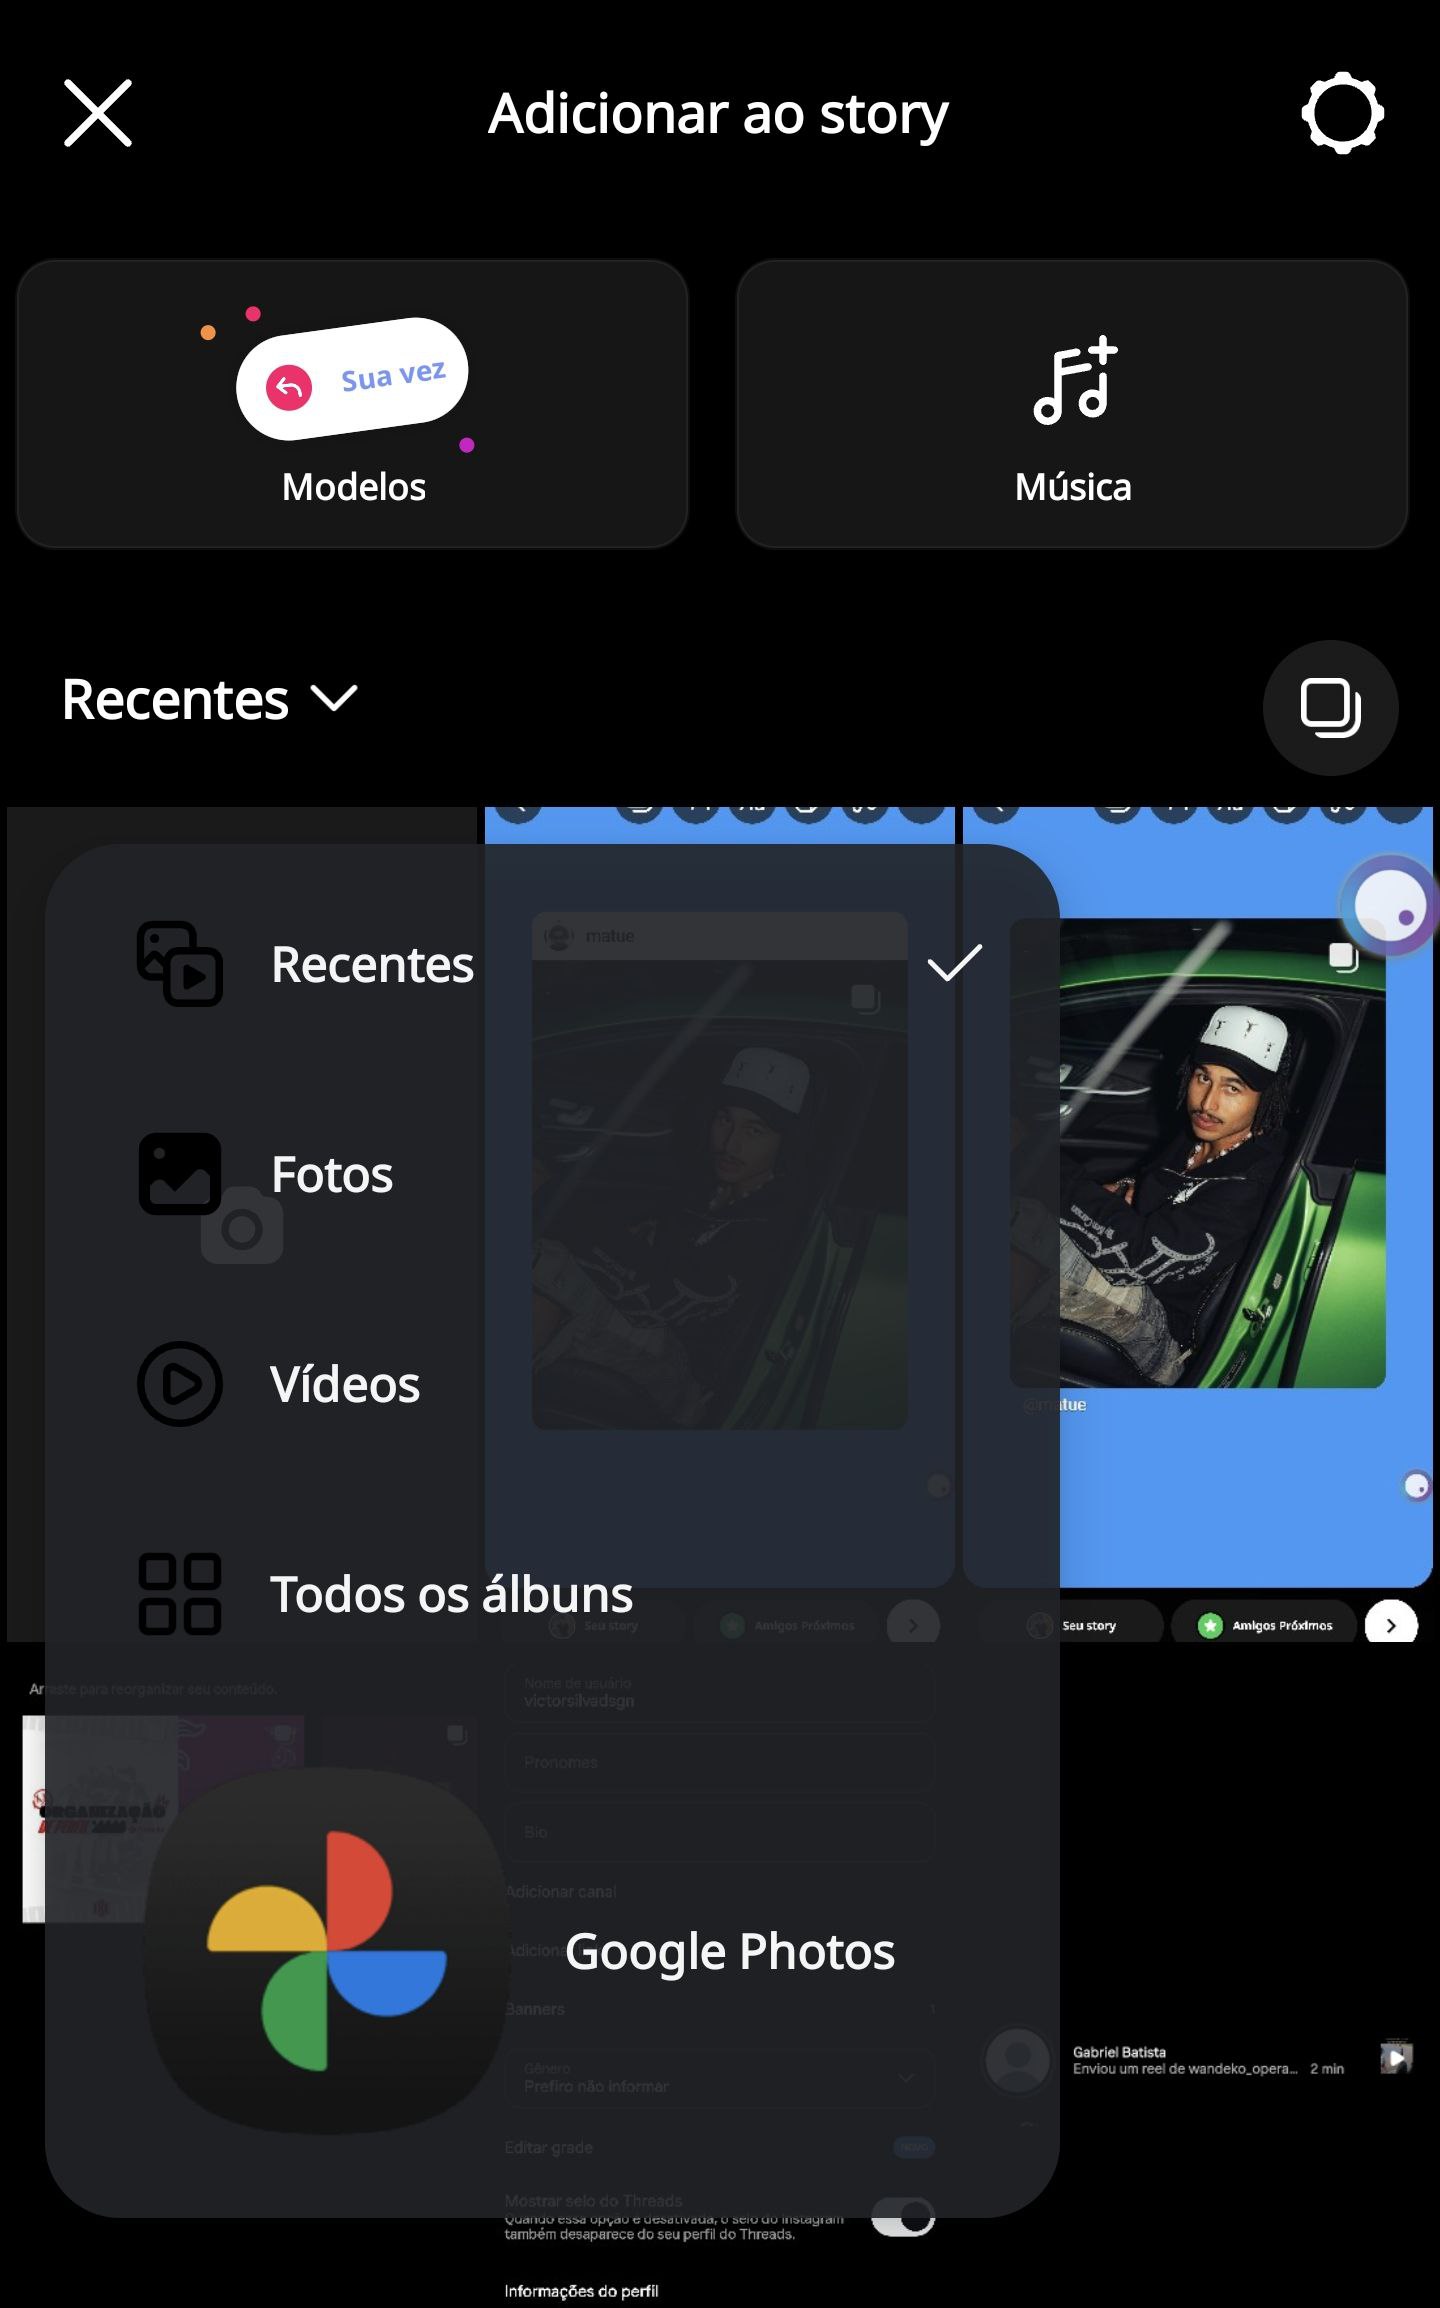 Adicionar ao story
Sua vez
Modelos
Música
Recentes
Recentes
matue
Fotos
Vídeos
@matue
Todos os álbuns
Seu story
Amigos Próximos
Seu story
Amigos Próximos
Arraste para reorganizar seu conteúdo.
ORGANIZAÇÃO
Nome de usuário
victorsilvadsgn
Pronomes
Bio
Adicionar canal
Google Photos
Banners 1
Gênero
Prefiro não informar
Gabriel Batista
Enviou um reel de wandeko_opera... 2 min
Editar grade
NOVO
Mostrar selo do Threads
Quando essa opção é desativada, o selo do Instagram
também desaparece do seu perfil do Threads.
Informações do perfil